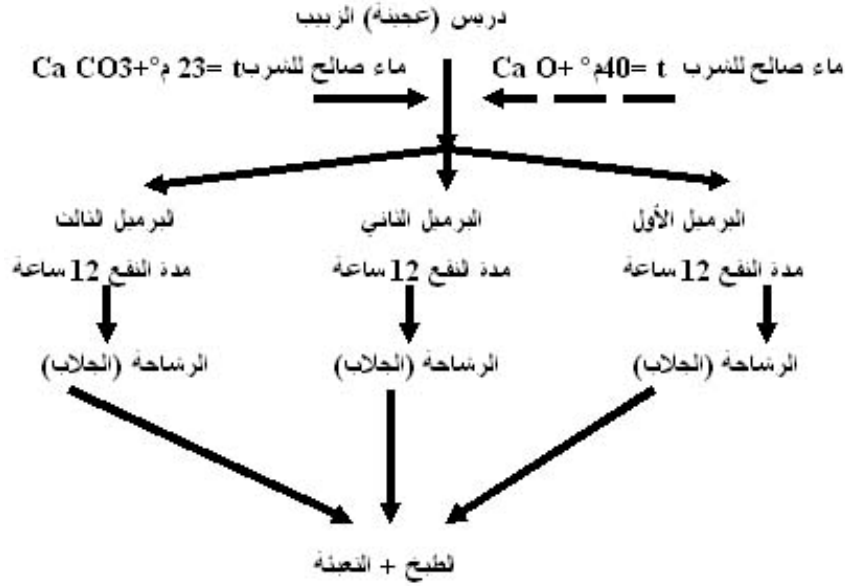 دريس (عجينة) الزبيب
ماء صالح للشرب t =40م° +Ca O
ماء صالح للشربt =23 م°+Ca CO3
البرميل الأول
البرميل الثاني
البرميل الثالث
مدة النقع 12 ساعة
مدة النقع 12 ساعة
مدة النقع 12 ساعة
الرشاحة (الجلاب)
الرشاحة (الجلاب)
الرشاحة (الجلاب)
لطبخ + التعبئة